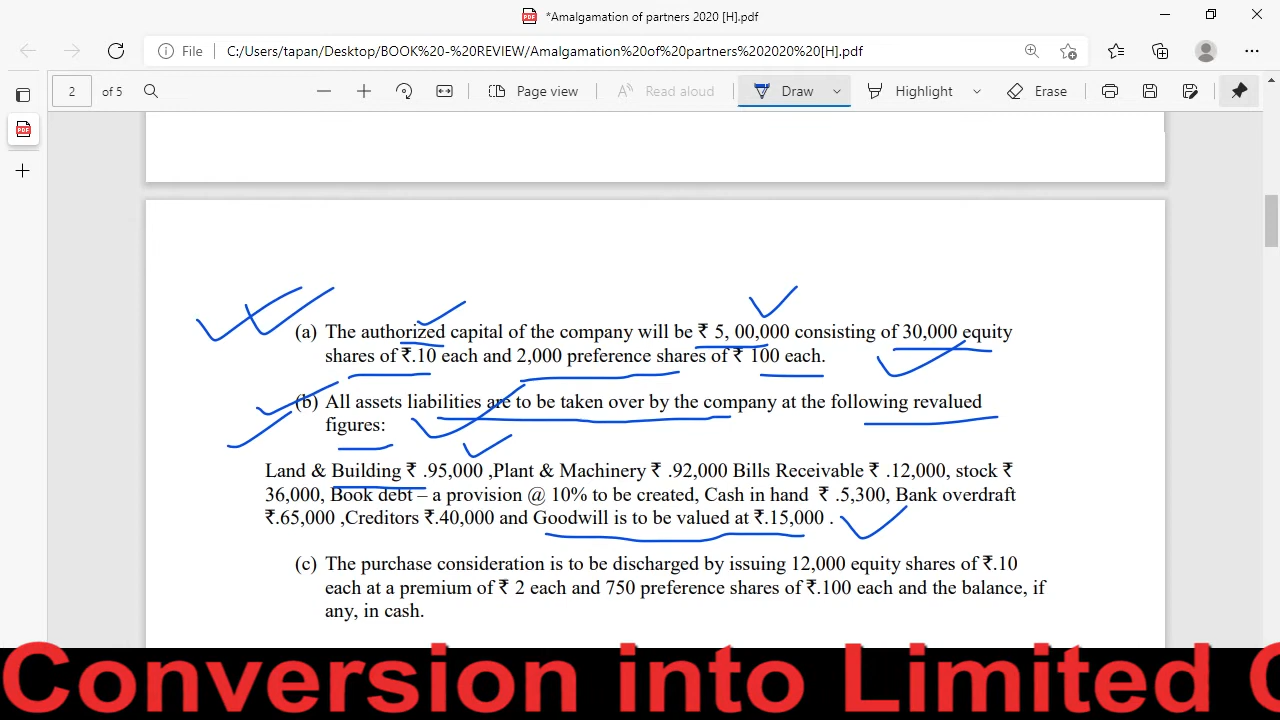 *Amalgamation of partners 2020 [H].pdf
File C:/Users/tapan/Desktop/BOOK%20-%20REVIEW/Amalgamation%20of%20partners%202020%20[H].pdf
2 of 5 Page view Read aloud Draw Highlight Erase
(a) The authorized capital of the company will be ₹ 5, 00,000 consisting of 30,000 equity
shares of ₹.10 each and 2,000 preference shares of ₹ 100 each.
(b) All assets liabilities are to be taken over by the company at the following revalued
figures:
Land & Building ₹ .95,000 ,Plant & Machinery ₹ .92,000 Bills Receivable ₹ .12,000, stock ₹
36,000, Book debt – a provision @ 10% to be created, Cash in hand ₹ .5,300, Bank overdraft
₹.65,000 ,Creditors ₹.40,000 and Goodwill is to be valued at ₹.15,000 .
(c) The purchase consideration is to be discharged by issuing 12,000 equity shares of ₹.10
each at a premium of ₹ 2 each and 750 preference shares of ₹.100 each and the balance, if
any, in cash.
Conversion into Limited